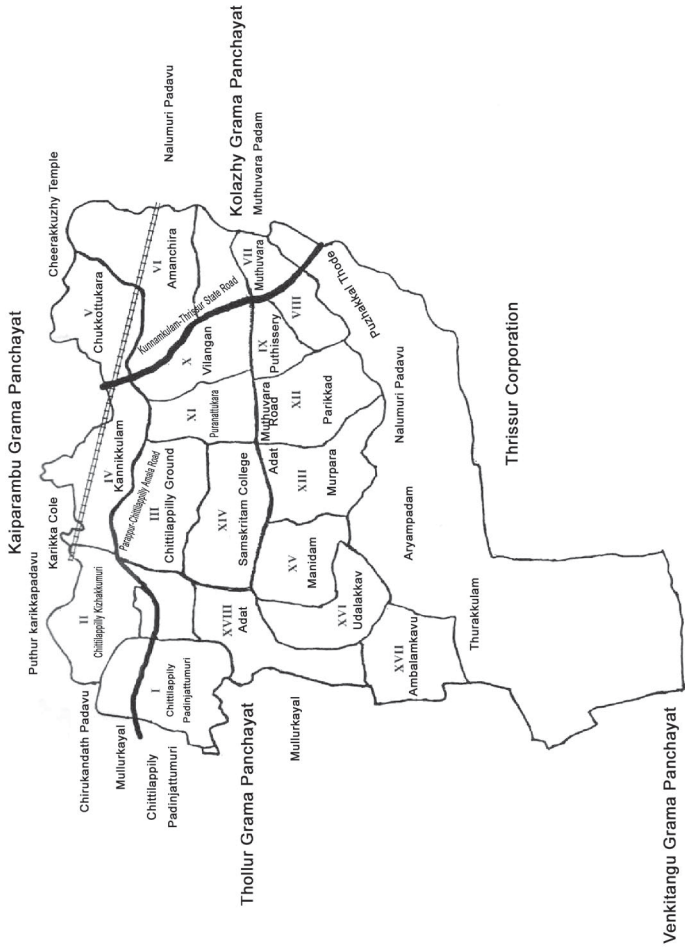 Kaiparambu Grama Panchayat
Puthur karikkapadavu
Karikka Cole
Cheerakkuzhy Temple
Nalumuri Padavu
Kolazhy Grama Panchayat
Muthuvara Padam
Chirukandath Padavu
Mullurkayal
Chittilappily
Padinjattumuri
Thollur Grama Panchayat
Mullurkayal
I
Chittilappily
Padinjattumuri
II
Chittilappilly Kizhakkumuri
III
Chittilappilly Ground
IV
Kannikkulam
V
Chukkottukara
VI
Amanchira
VII
Muthuvara
VIII
IX
Puthissery
X
Vilangan
XI
Puranattukara
XII
Parikkad
XIII
Murpara
XIV
Samskritam College
XV
Manidam
XVI
Udalakkav
XVII
Ambalamkavu
XVIII
Adat
Parappur-Chittilappilly Amala Road
Kunnamkulam-Thrissur State Road
Adat Muthuvara
Road
Puzhakkal Thode
Nalumuri Padavu
Aryampadam
Thurakkulam
Thrissur Corporation
Venkitangu Grama Panchayat